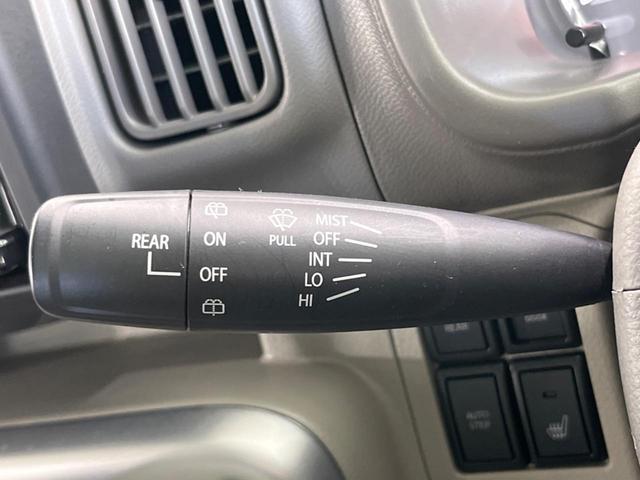 REAR
ON
OFF
PULL
MIST
OFF
INT
LO
HI
AUTO
STEP